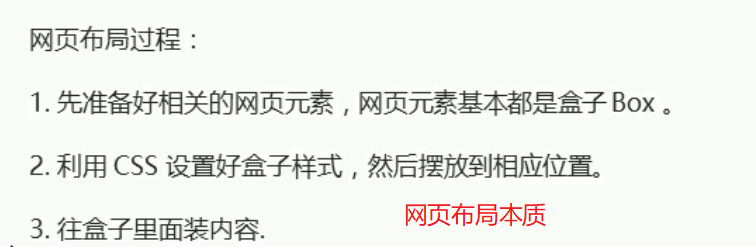 网页布局过程：
1. 先准备好相关的网页元素，网页元素基本都是盒子 Box 。
2. 利用 CSS 设置好盒子样式，然后摆放到相应位置。
3. 往盒子里面装内容.
网页布局本质